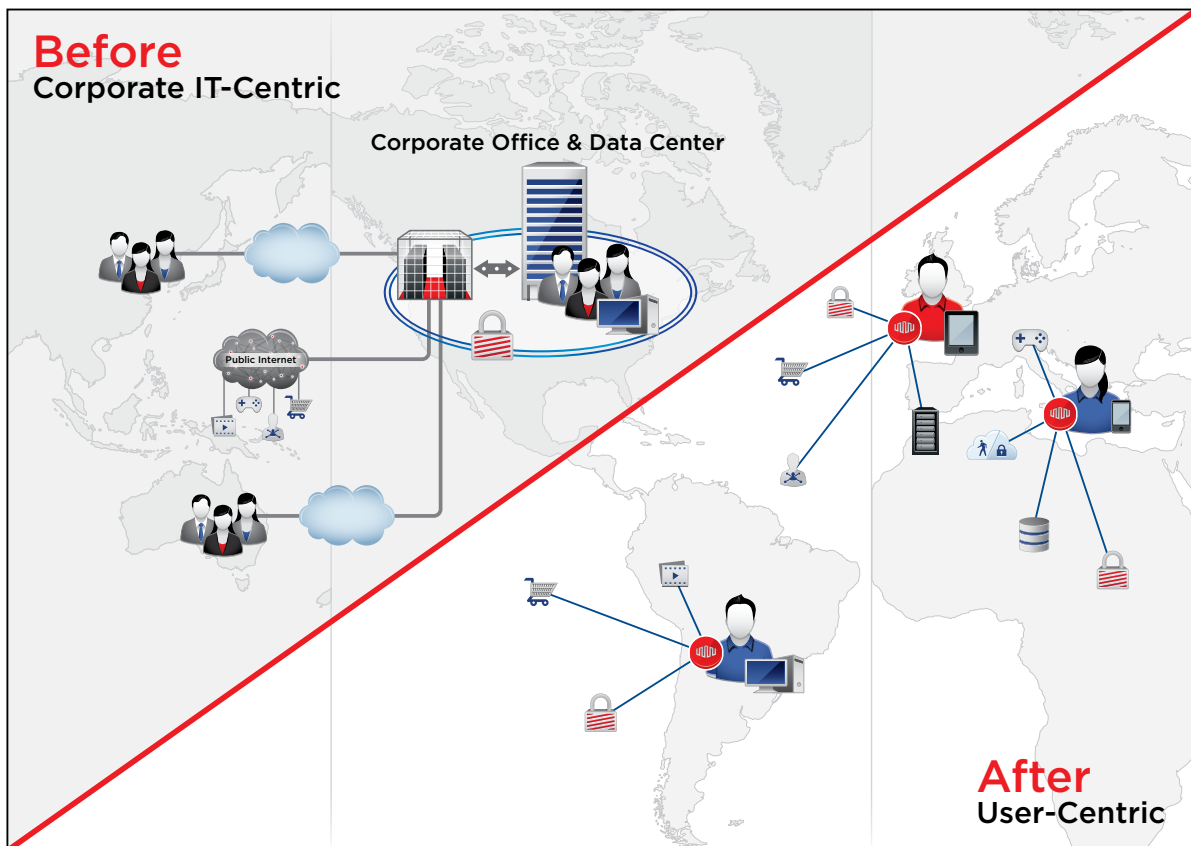 Before
Corporate IT-Centric
Corporate Office & Data Center
Public Internet
After
User-Centric